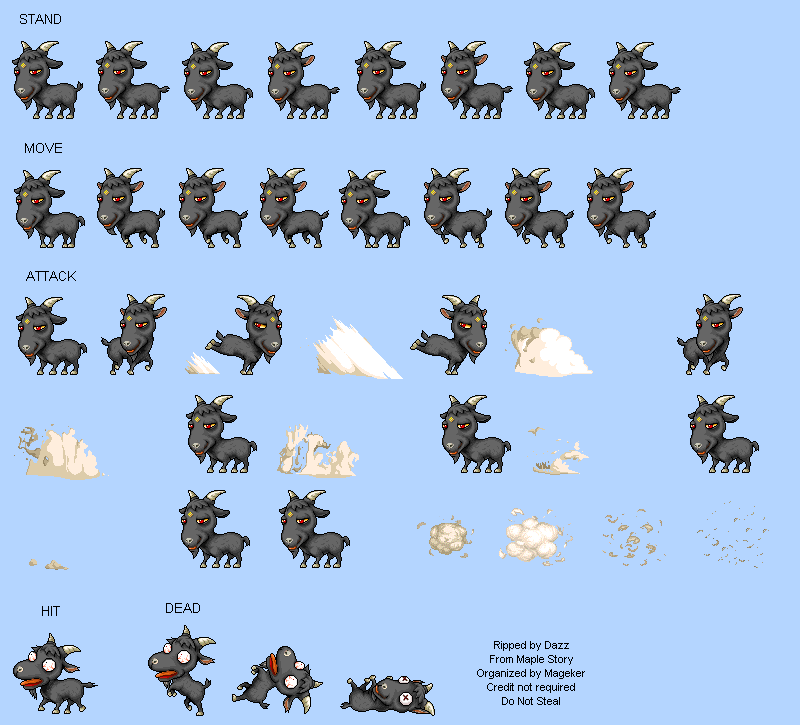 STAND
MOVE
ATTACK
HIT
DEAD
Ripped by Dazz
From Maple Story
Organized by Mageker
Credit not required
Do Not Steal